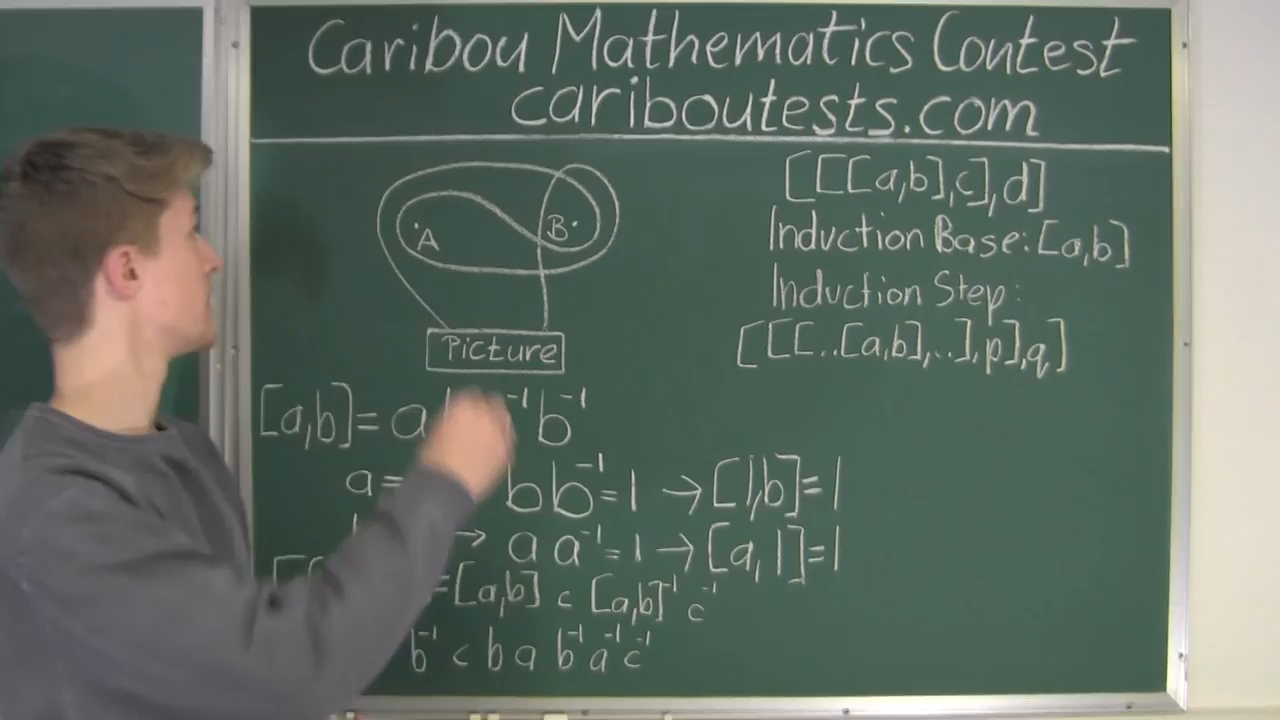 Caribou Mathematics Contest
cariboutests.com
A
B
Picture
[[[a,b],c],d]
Induction Base: [a,b]
Induction Step:
[[[..[a,b],..],p],q]
[a,b]= a ⁻¹ b⁻¹
a= b b⁻¹=1 → [1,b]=1
→ a a⁻¹=1 → [a,1]=1
=[a,b] c [a,b]⁻¹ c⁻¹
b⁻¹ c b a b⁻¹ a⁻¹ c⁻¹